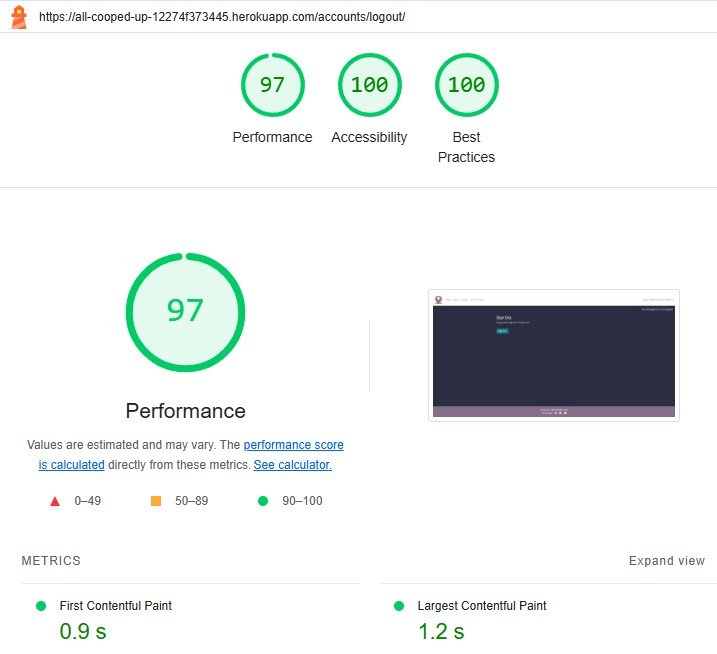 https://all-cooped-up-12274f373445.herokuapp.com/accounts/logout/
97 100 100
Performance Accessibility Best
Practices
97
Performance
Values are estimated and may vary. The performance score
is calculated directly from these metrics. See calculator.
0–49 50–89 90–100
Sign Out
METRICS Expand view
First Contentful Paint Largest Contentful Paint
0.9 s 1.2 s